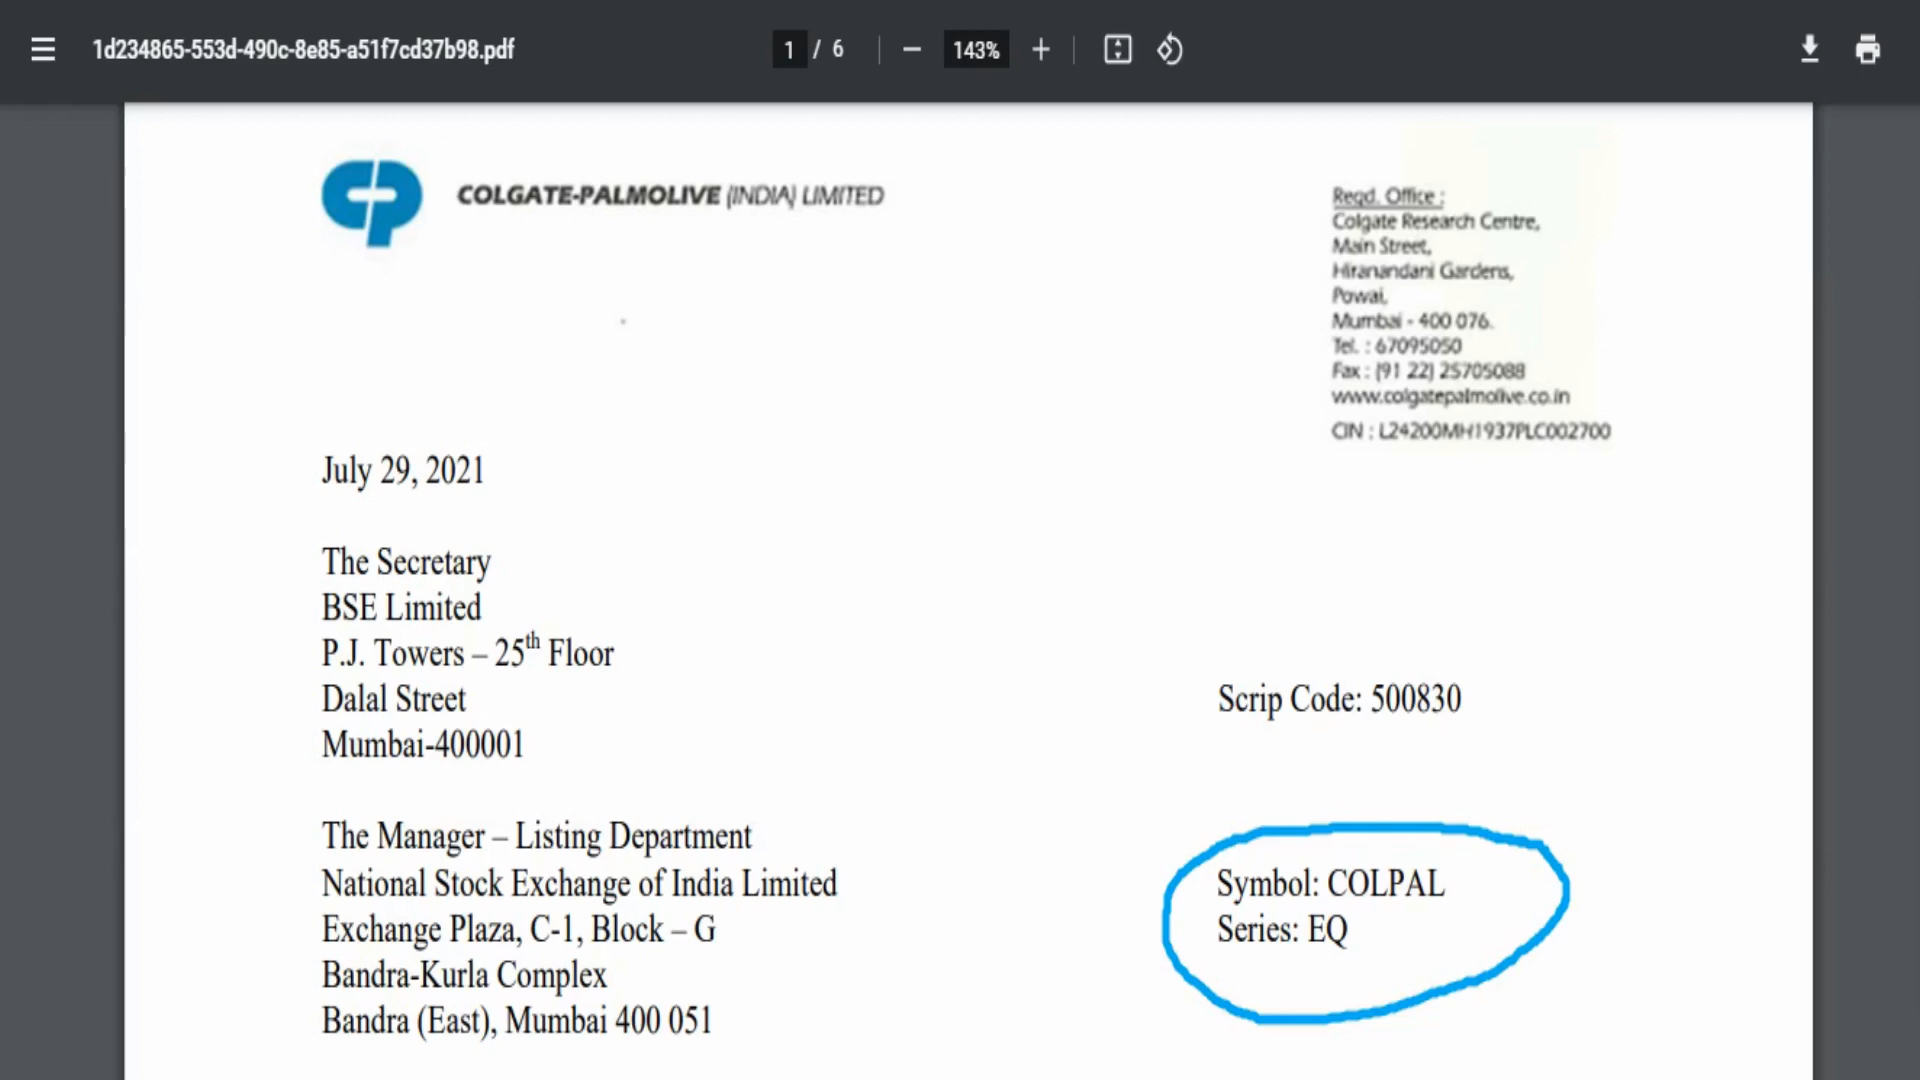 1d234865-553d-490c-8e85-a51f7cd37b98.pdf
1 / 6
143%
COLGATE-PALMOLIVE (INDIA) LIMITED
Regd. Office :
Colgate Research Centre,
Main Street,
Hiranandani Gardens,
Powai,
Mumbai - 400 076.
Tel. : 67095050
Fax : (91 22) 25705088
www.colgatepalmolive.co.in
CIN : L24200MH1937PLC002700
July 29, 2021
The Secretary
BSE Limited
P.J. Towers – 25th Floor
Dalal Street
Scrip Code: 500830
Mumbai-400001
The Manager – Listing Department
National Stock Exchange of India Limited
Symbol: COLPAL
Exchange Plaza, C-1, Block – G
Series: EQ
Bandra-Kurla Complex
Bandra (East), Mumbai 400 051